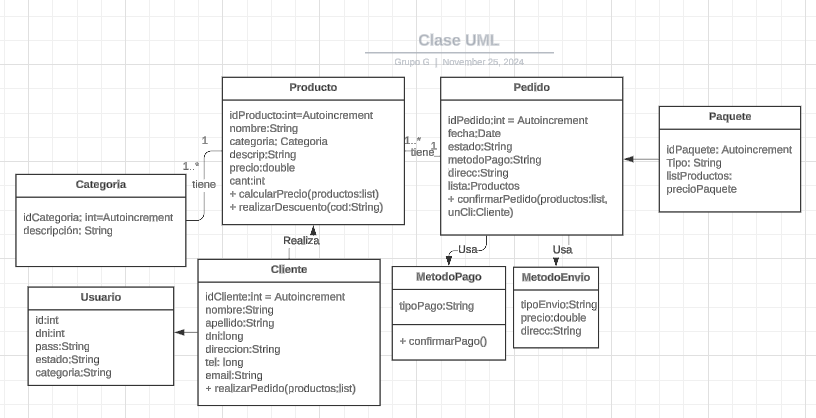 Clase UML
Grupo G | November 25, 2024
Producto
idProducto:int=Autoincrement
nombre:String
categoria: Categoria
descrip:String
precio:double
cant:int
+ calcularPrecio(productos:list)
+ realizarDescuento(cod:String)
Pedido
idPedido:int = Autoincrement
fecha:Date
estado:String
metodoPago:String
direcc:String
lista:Productos
+ confirmarPedido(productos:list,
unCli:Cliente)
Paquete
idPaquete: Autoincrement
Tipo: String
listProductos:
precioPaquete
1
1..*
tiene
1..*
1
tiene
Categoria
idCategoria: int=Autoincrement
descripción: String
Realiza
Usa
Usa
Cliente
idCliente:int = Autoincrement
nombre:String
apellido:String
dni:long
direccion:String
tel: long
email:String
+ realizarPedido(productos:list)
Usuario
id:int
dni:int
pass:String
estado:String
categoria:String
MetodoPago
tipoPago:String
+ confirmarPago()
MetodoEnvio
tipoEnvio:String
precio:double
direcc:String